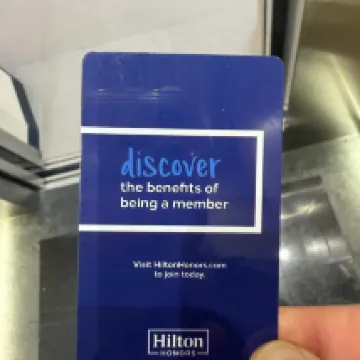 discover
the benefits of
being a member
Visit HiltonHonors.com
to join today.
Hilton
HONORS